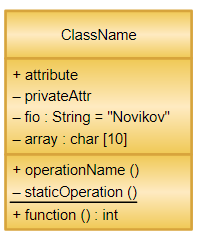 ClassName
+ attribute
– privateAttr
– fio : String = "Novikov"
– array : char [10]
+ operationName ()
– staticOperation ()
+ function () : int